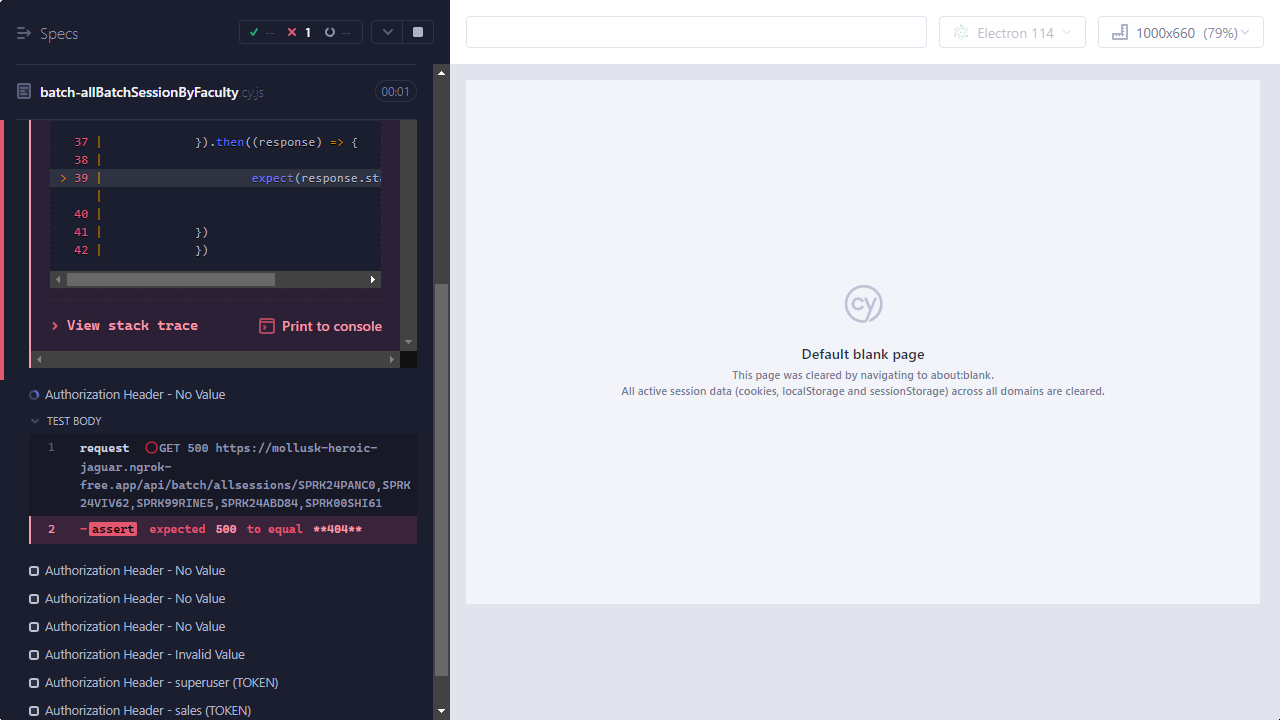 Specs
--
1
--
batch-allBatchSessionByFaculty.cy.js
00:01
37 | }).then((response) => {
38 |
> 39 | expect(response.sta
|
40 |
41 | })
42 | })
View stack trace
Print to console
Authorization Header - No Value
TEST BODY
1 request GET 500 https://mollusk-heroic-
jaguar.ngrok-
free.app/api/batch/allsessions/SPRK24PANC0,SPRK
24VIV62,SPRK99RINE5,SPRK24ABD84,SPRK00SHI61
2 -assert expected 500 to equal **404**
Authorization Header - No Value
Authorization Header - No Value
Authorization Header - No Value
Authorization Header - Invalid Value
Authorization Header - superuser (TOKEN)
Authorization Header - sales (TOKEN)
Electron 114
1000x660 (79%)
cy
Default blank page
This page was cleared by navigating to about:blank.
All active session data (cookies, localStorage and sessionStorage) across all domains are cleared.